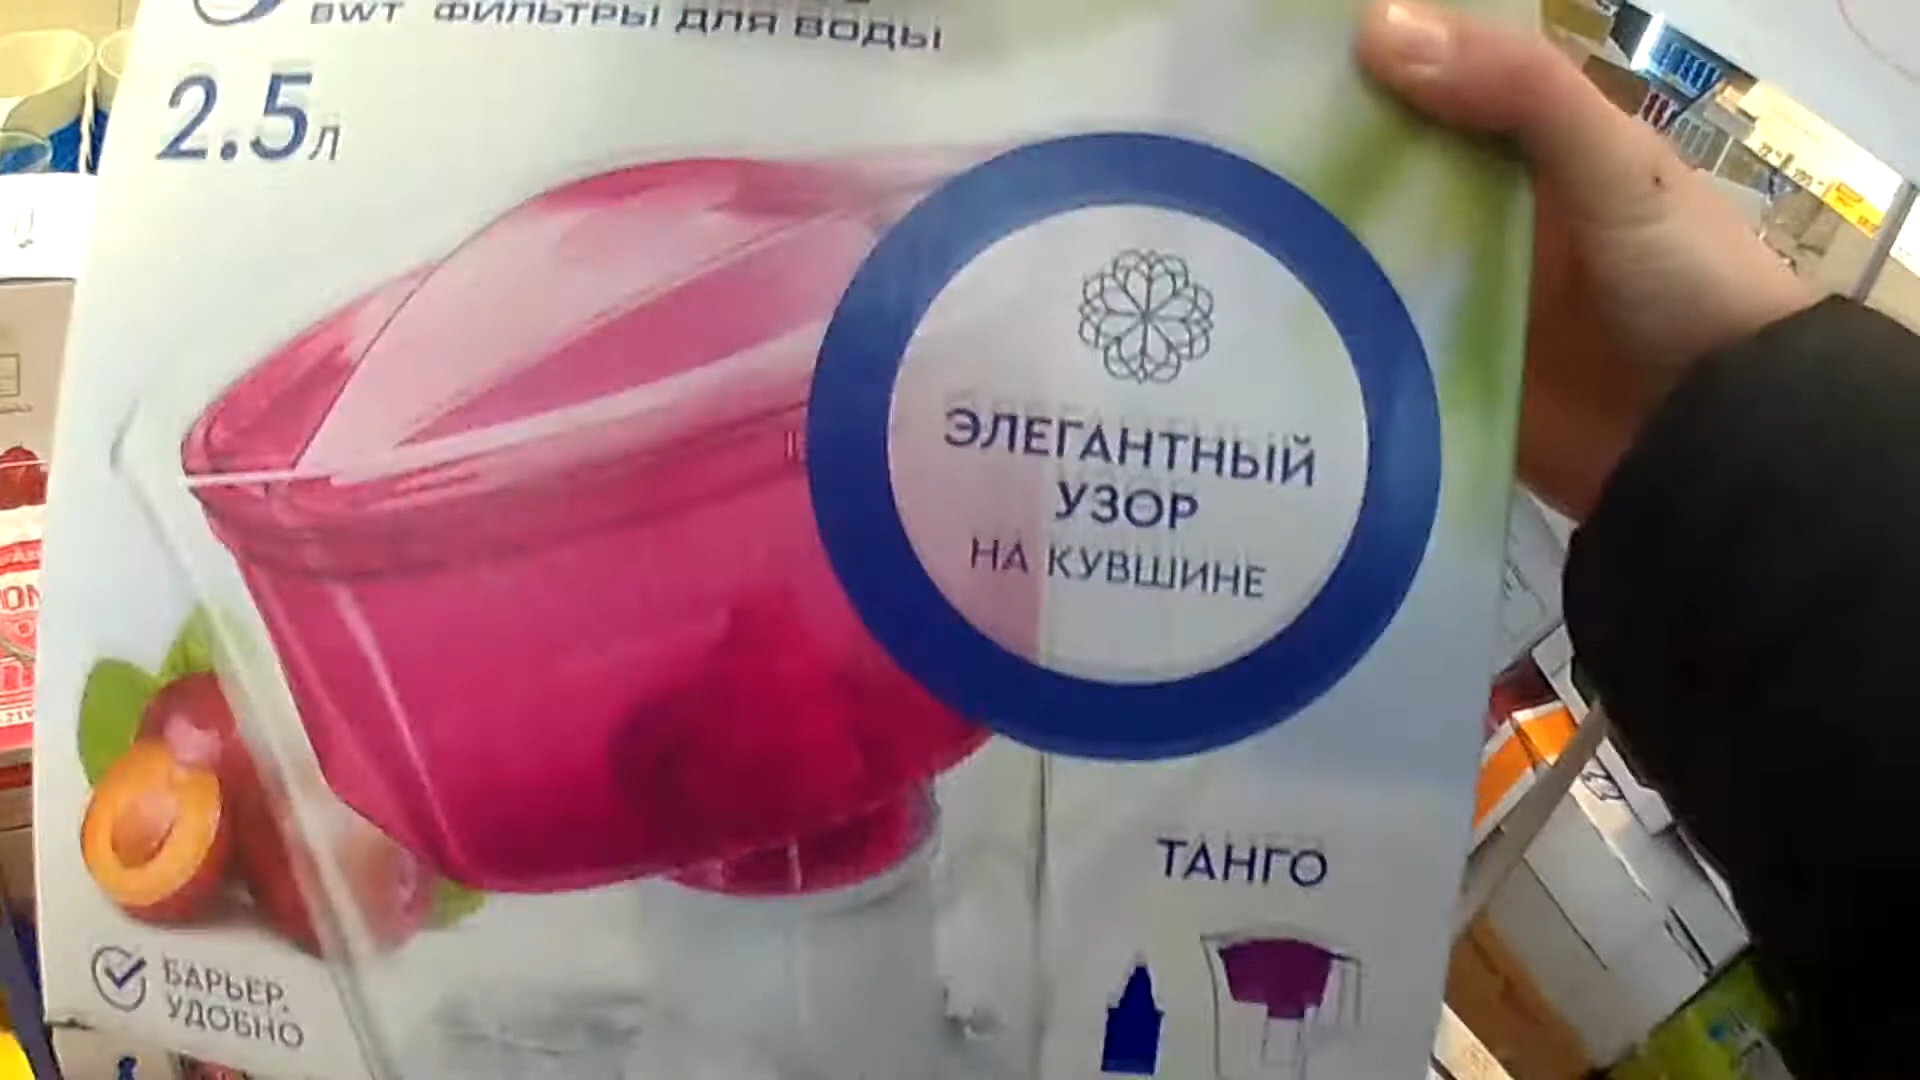 BWT ФИЛЬТРЫ ДЛЯ ВОДЫ
2.5л
ЭЛЕГАНТНЫЙ
УЗОР
НА КУВШИНЕ
ТАНГО
БАРЬЕР.
УДОБНО